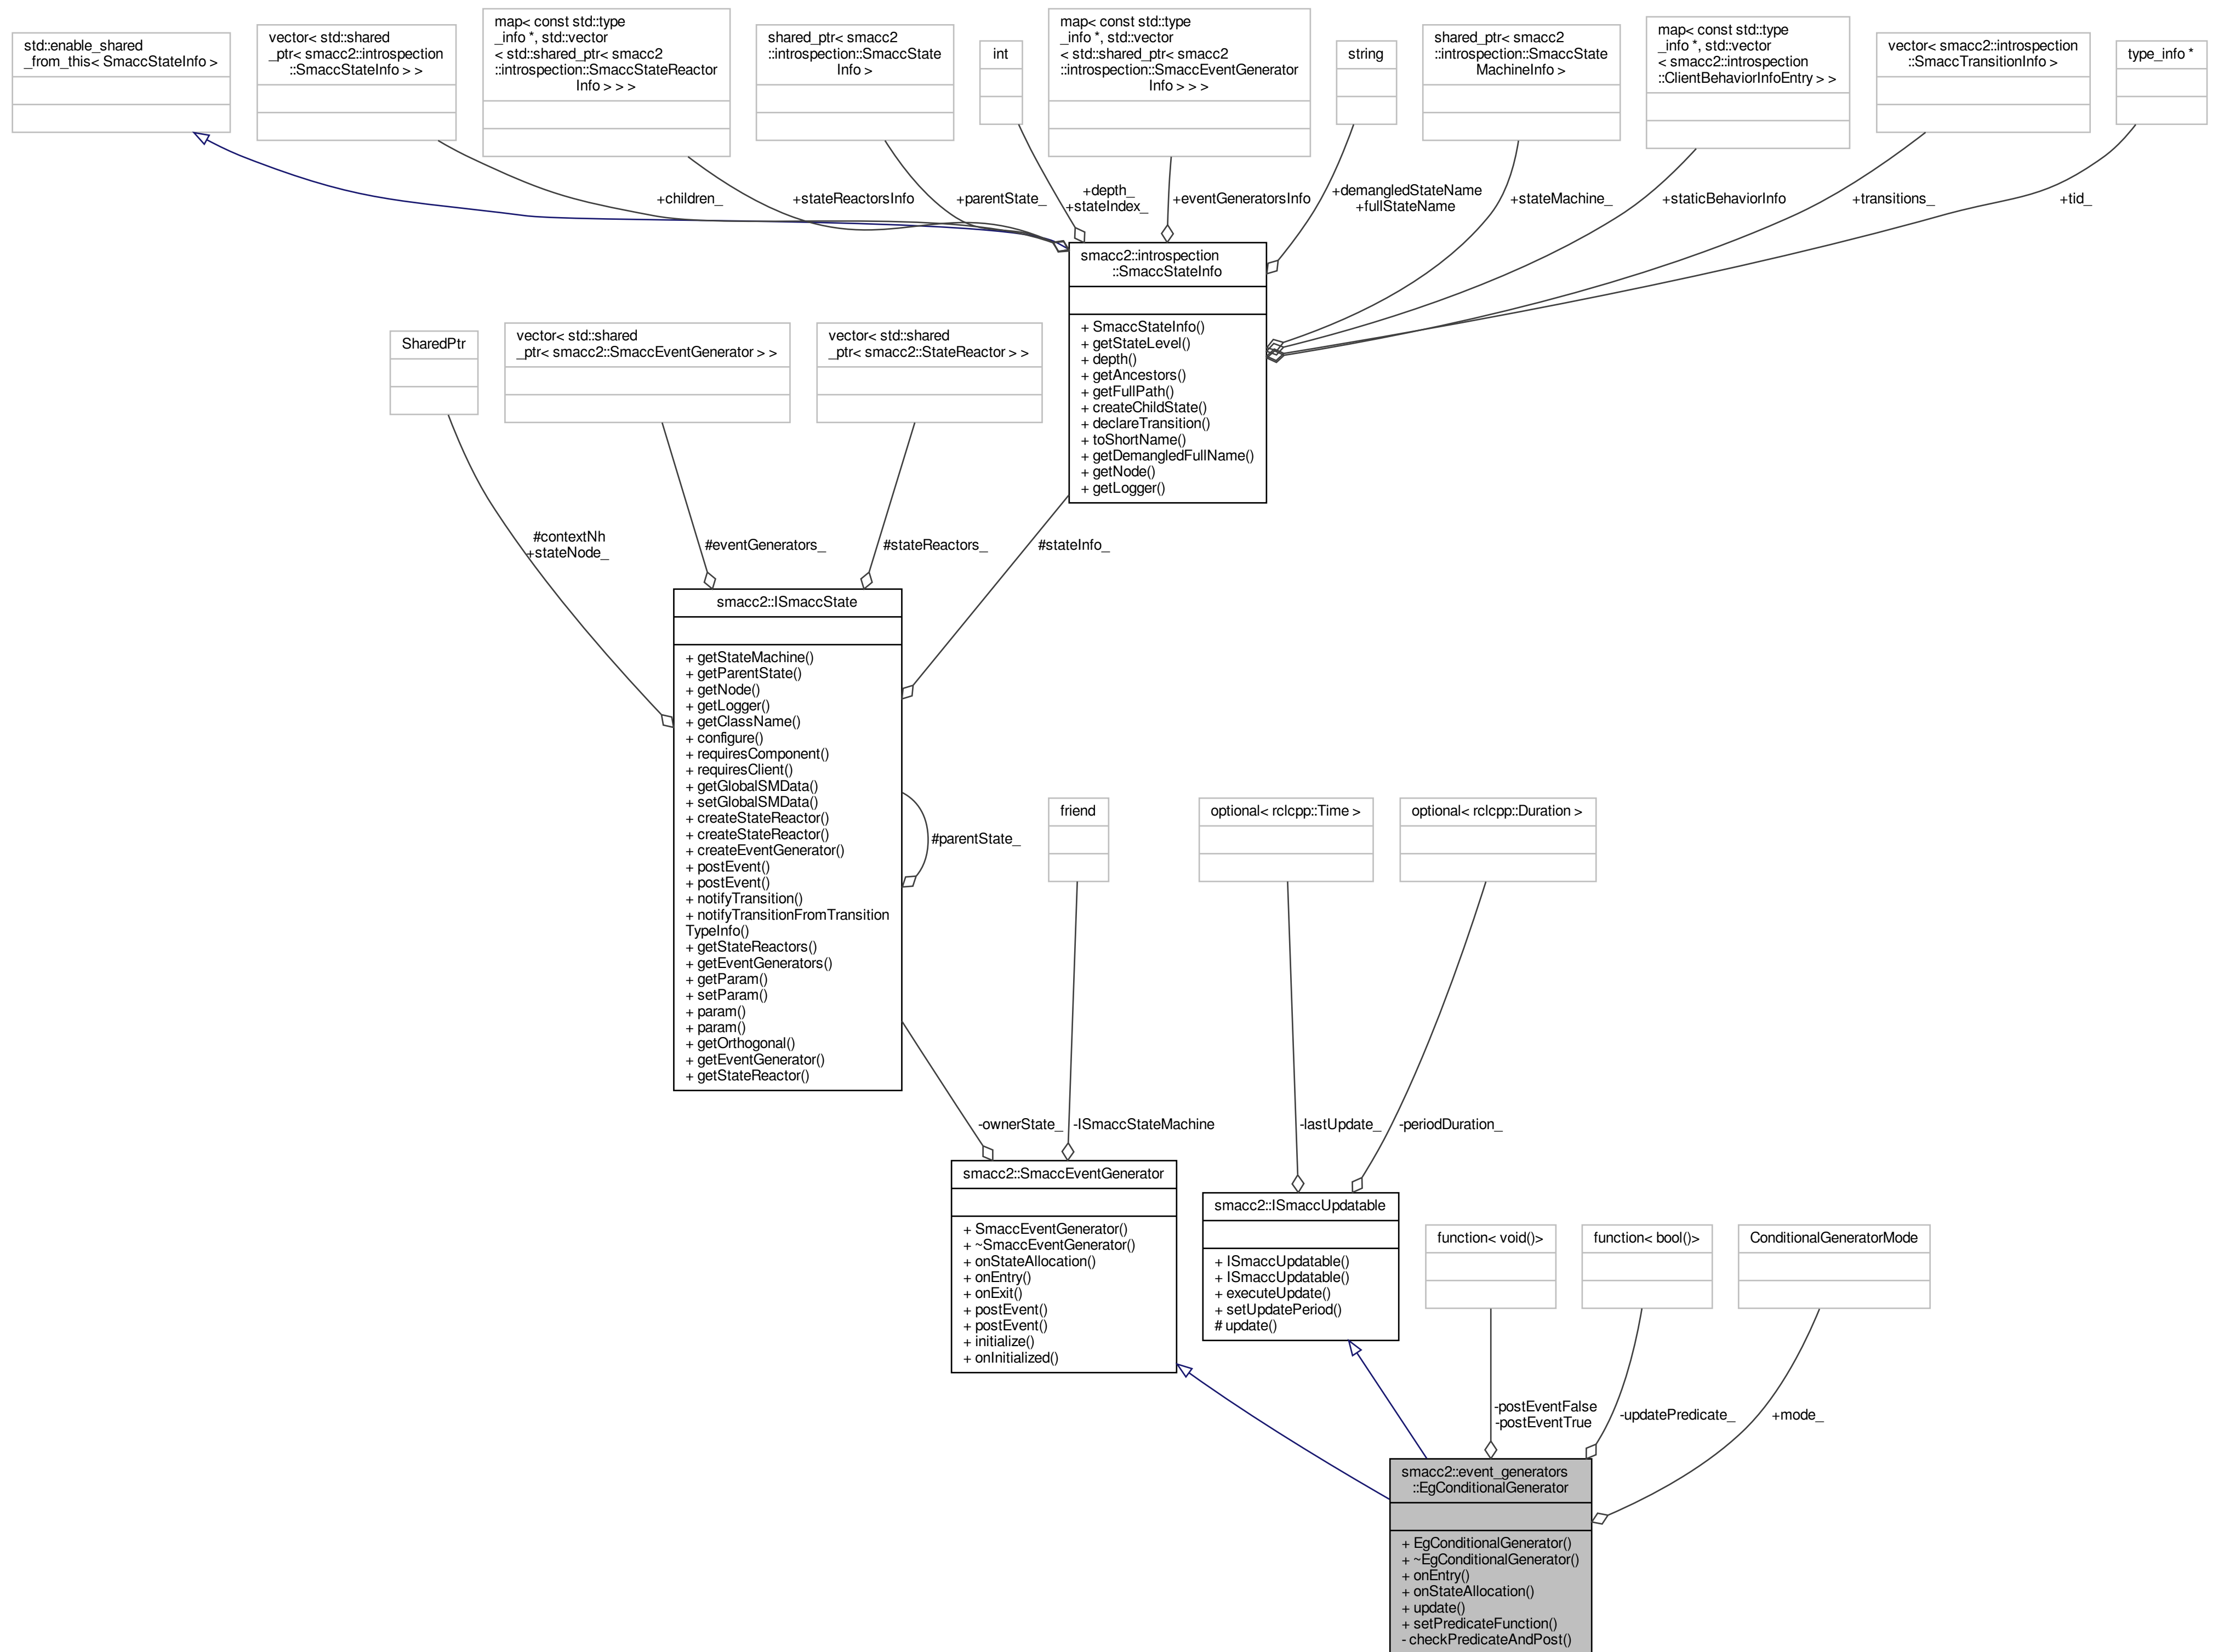 std::enable_shared
_from_this< SmaccStateInfo >
vector< std::shared
_ptr< smacc2::introspection
::SmaccStateInfo > >
map< const std::type
_info *, std::vector
< std::shared_ptr< smacc2
::introspection::SmaccStateReactor
Info > > >
shared_ptr< smacc2
::introspection::SmaccState
Info >
int
map< const std::type
_info *, std::vector
< std::shared_ptr< smacc2
::introspection::SmaccEventGenerator
Info > > >
string
shared_ptr< smacc2
::introspection::SmaccState
MachineInfo >
map< const std::type
_info *, std::vector
< smacc2::introspection
::ClientBehaviorInfoEntry > >
vector< smacc2::introspection
::SmaccTransitionInfo >
type_info *
+children_
+stateReactorsInfo
+parentState_
+depth_
+stateIndex_
+eventGeneratorsInfo
+demangledStateName
+fullStateName
+stateMachine_
+staticBehaviorInfo
+transitions_
+tid_
smacc2::introspection
::SmaccStateInfo
+ SmaccStateInfo()
+ getStateLevel()
+ depth()
+ getAncestors()
+ getFullPath()
+ createChildState()
+ declareTransition()
+ toShortName()
+ getDemangledFullName()
+ getNode()
+ getLogger()
SharedPtr
vector< std::shared
_ptr< smacc2::SmaccEventGenerator > >
vector< std::shared
_ptr< smacc2::StateReactor > >
#contextNh
+stateNode_
#eventGenerators_
#stateReactors_
#stateInfo_
smacc2::ISmaccState
+ getStateMachine()
+ getParentState()
+ getNode()
+ getLogger()
+ getClassName()
+ configure()
+ requiresComponent()
+ requiresClient()
+ getGlobalSMData()
+ setGlobalSMData()
+ createStateReactor()
+ createStateReactor()
+ createEventGenerator()
+ postEvent()
+ postEvent()
+ notifyTransition()
+ notifyTransitionFromTransition
TypeInfo()
+ getStateReactors()
+ getEventGenerators()
+ getParam()
+ setParam()
+ param()
+ param()
+ getOrthogonal()
+ getEventGenerator()
+ getStateReactor()
#parentState_
friend
optional< rclcpp::Time >
optional< rclcpp::Duration >
-ownerState_
-ISmaccStateMachine
-lastUpdate_
-periodDuration_
smacc2::SmaccEventGenerator
+ SmaccEventGenerator()
+ ~SmaccEventGenerator()
+ onStateAllocation()
+ onEntry()
+ onExit()
+ postEvent()
+ postEvent()
+ initialize()
+ onInitialized()
smacc2::ISmaccUpdatable
+ ISmaccUpdatable()
+ ISmaccUpdatable()
+ executeUpdate()
+ setUpdatePeriod()
# update()
function< void()>
function< bool()>
ConditionalGeneratorMode
-postEventFalse
-postEventTrue
-updatePredicate_
+mode_
smacc2::event_generators
::EgConditionalGenerator
+ EgConditionalGenerator()
+ ~EgConditionalGenerator()
+ onEntry()
+ onStateAllocation()
+ update()
+ setPredicateFunction()
- checkPredicateAndPost()